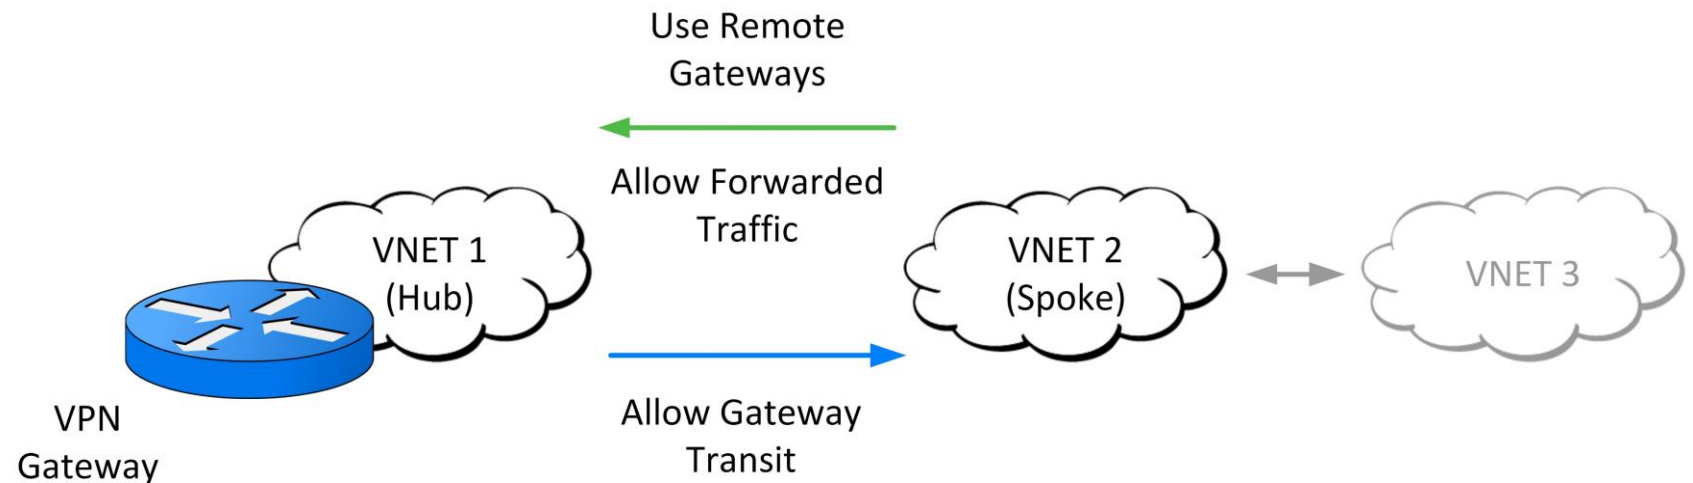 Use Remote
Gateways
Allow Forwarded
Traffic
VNET 1
(Hub)
VNET 2
(Spoke)
VNET 3
VPN
Gateway
Allow Gateway
Transit